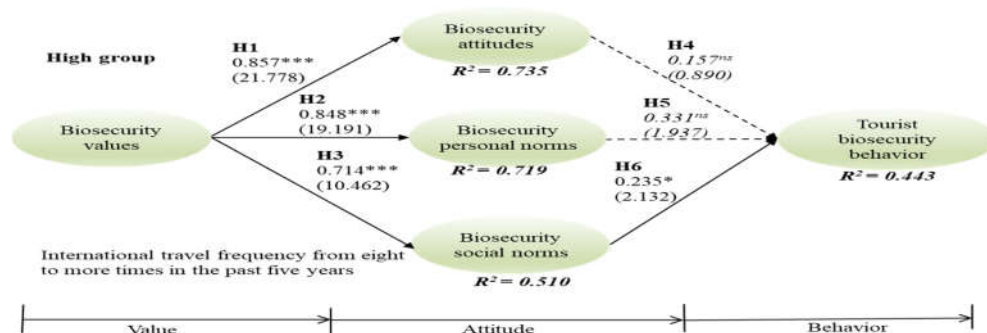 High group
H1
0.857***
(21.778)
H2
0.848***
(19.191)
H3
0.714***
(10.462)
Biosecurity
values
Biosecurity
attitudes
R² = 0.735
Biosecurity
personal norms
R² = 0.719
Biosecurity
social norms
R² = 0.510
H4
0.157ⁿˢ
(0.890)
H5
0.331ⁿˢ
(1.937)
H6
0.235*
(2.132)
Tourist
biosecurity
behavior
R² = 0.443
International travel frequency from eight
to more times in the past five years
Value
Attitude
Behavior